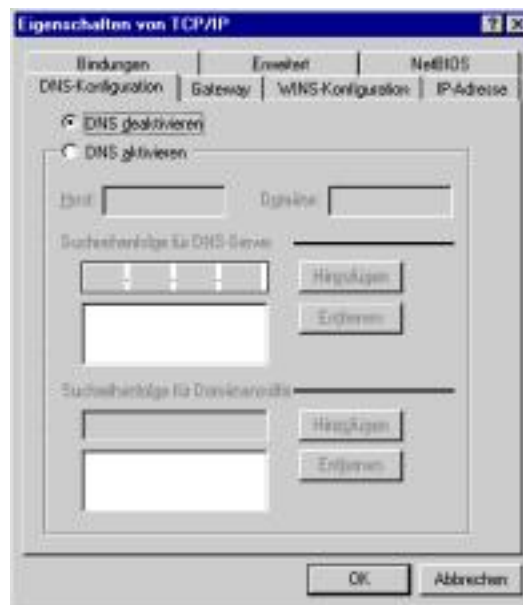 Eigenschaften von TCP/IP
Bindungen Erweitert NetBIOS
DNS-Konfiguration Gateway WINS-Konfiguration IP-Adresse
DNS deaktivieren
DNS aktivieren
Host: Domäne:
Suchreihenfolge für DNS-Server
Hinzufügen
Entfernen
Suchreihenfolge für Domänensuffix
Hinzufügen
Entfernen
OK Abbrechen